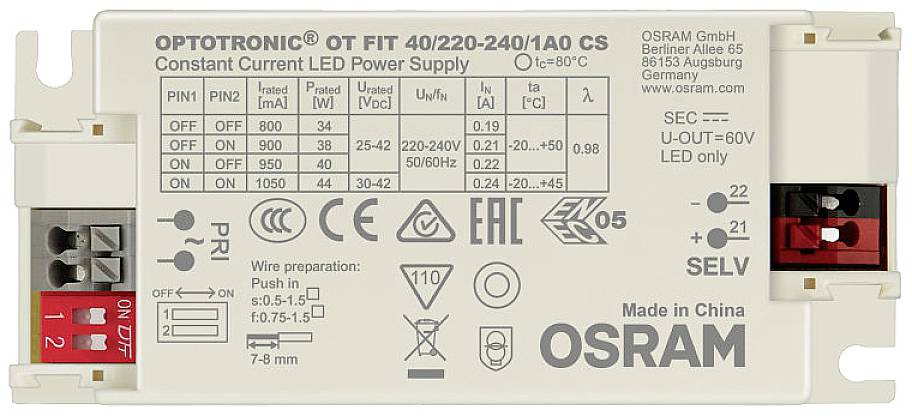 OPTOTRONIC® OT FIT 40/220-240/1A0 CS
Constant Current LED Power Supply
tc=80°C
OSRAM GmbH
Berliner Allee 65
86153 Augsburg
Germany
www.osram.com
PIN1 PIN2 Irated [mA] Prated [W] Urated [VDC] UN/fN IN [A] ta [°C] λ
OFF OFF 800 34 25-42 220-240V 50/60Hz 0.19 -20...+50 0.98
OFF ON 900 38 0.21
ON OFF 950 40 0.22
ON ON 1050 44 30-42 0.24 -20...+45
SEC
U-OUT=60V
LED only
- 22
+ 21
SELV
~
PRI
CCC
CE
EAC
ENEC 05
Wire preparation:
Push in
s:0.5-1.5
f:0.75-1.5
7-8 mm
110
OFF ON
1
2
ON
1
2
Made in China
OSRAM